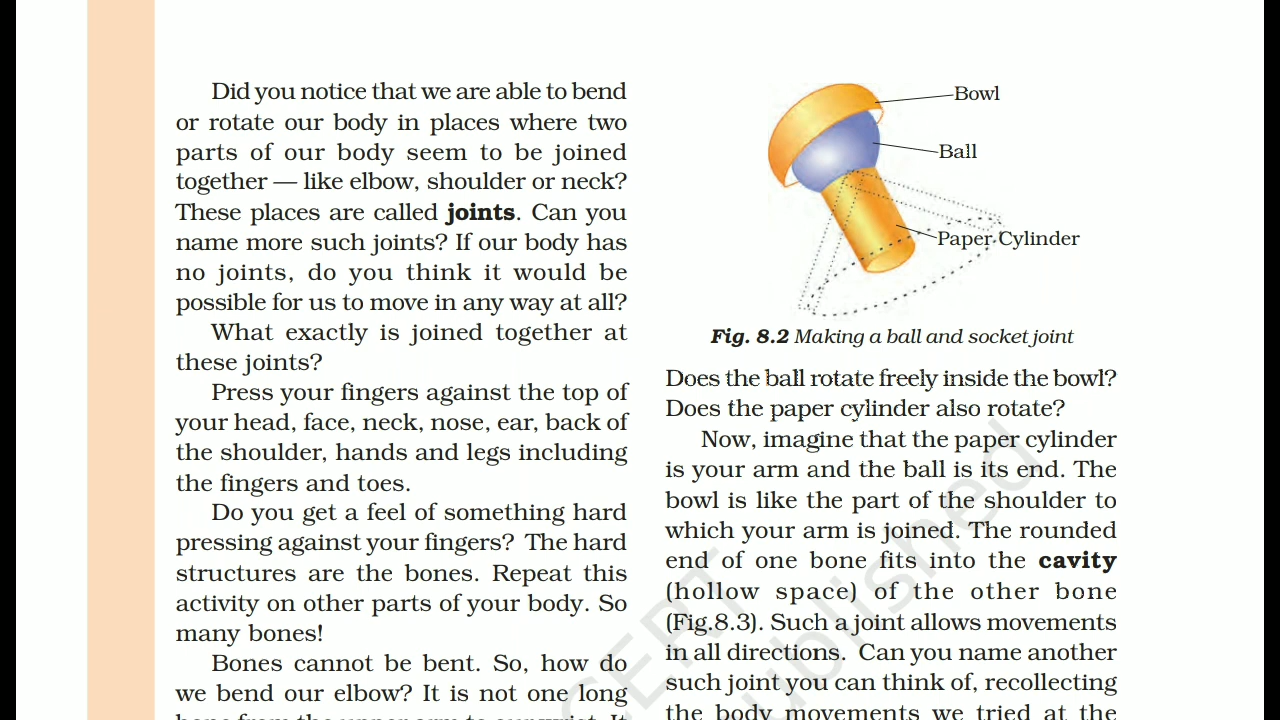 Did you notice that we are able to bend
or rotate our body in places where two
parts of our body seem to be joined
together — like elbow, shoulder or neck?
These places are called joints. Can you
name more such joints? If our body has
no joints, do you think it would be
possible for us to move in any way at all?
What exactly is joined together at
these joints?
Press your fingers against the top of
your head, face, neck, nose, ear, back of
the shoulder, hands and legs including
the fingers and toes.
Do you get a feel of something hard
pressing against your fingers? The hard
structures are the bones. Repeat this
activity on other parts of your body. So
many bones!
Bones cannot be bent. So, how do
we bend our elbow? It is not one long
bone from the upper arm to our wrist. It
Bowl
Ball
Paper Cylinder
Fig. 8.2 Making a ball and socket joint
Does the ball rotate freely inside the bowl?
Does the paper cylinder also rotate?
Now, imagine that the paper cylinder
is your arm and the ball is its end. The
bowl is like the part of the shoulder to
which your arm is joined. The rounded
end of one bone fits into the cavity
(hollow space) of the other bone
(Fig.8.3). Such a joint allows movements
in all directions. Can you name another
such joint you can think of, recollecting
the body movements we tried at the